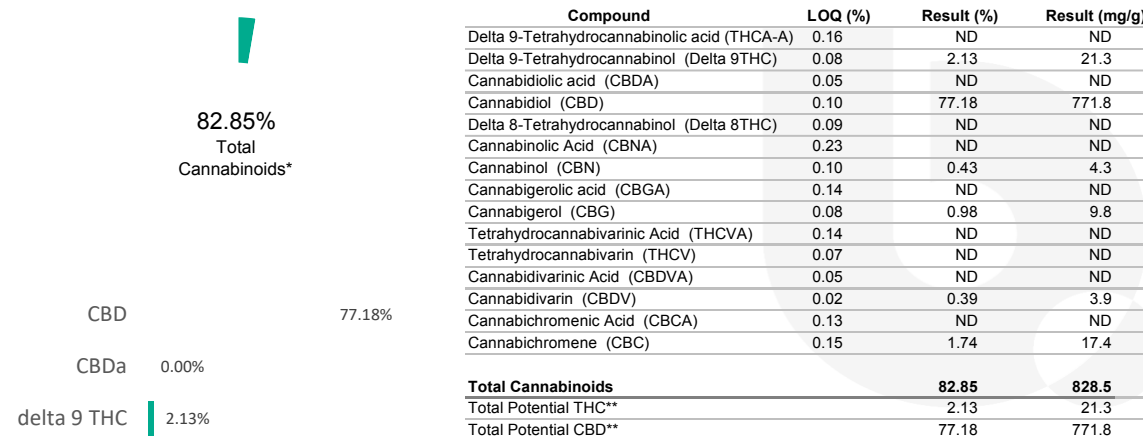 82.85%
Total
Cannabinoids*
CBD 77.18%
CBDa 0.00%
delta 9 THC 2.13%
Compound LOQ (%) Result (%) Result (mg/g)
Delta 9-Tetrahydrocannabinolic acid (THCA-A) 0.16 ND ND
Delta 9-Tetrahydrocannabinol (Delta 9THC) 0.08 2.13 21.3
Cannabidiolic acid (CBDA) 0.05 ND ND
Cannabidiol (CBD) 0.10 77.18 771.8
Delta 8-Tetrahydrocannabinol (Delta 8THC) 0.09 ND ND
Cannabinolic Acid (CBNA) 0.23 ND ND
Cannabinol (CBN) 0.10 0.43 4.3
Cannabigerolic acid (CBGA) 0.14 ND ND
Cannabigerol (CBG) 0.08 0.98 9.8
Tetrahydrocannabivarinic Acid (THCVA) 0.14 ND ND
Tetrahydrocannabivarin (THCV) 0.07 ND ND
Cannabidivarinic Acid (CBDVA) 0.05 ND ND
Cannabidivarin (CBDV) 0.02 0.39 3.9
Cannabichromenic Acid (CBCA) 0.13 ND ND
Cannabichromene (CBC) 0.15 1.74 17.4
Total Cannabinoids 82.85 828.5
Total Potential THC** 2.13 21.3
Total Potential CBD** 77.18 771.8